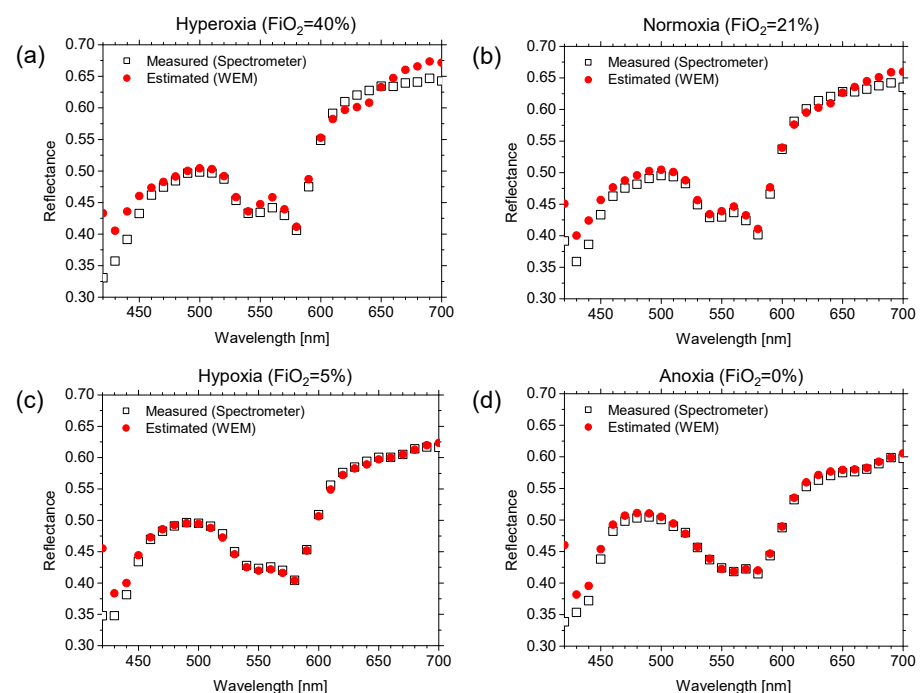 (a)
Hyperoxia (FiO2=40%)
Measured (Spectrometer)
Estimated (WEM)
Reflectance
0.70
0.65
0.60
0.55
0.50
0.45
0.40
0.35
0.30
450 500 550 600 650 700
Wavelength [nm]
(b)
Normoxia (FiO2=21%)
Measured (Spectrometer)
Estimated (WEM)
Reflectance
0.70
0.65
0.60
0.55
0.50
0.45
0.40
0.35
0.30
450 500 550 600 650 700
Wavelength [nm]
(c)
Hypoxia (FiO2=5%)
Measured (Spectrometer)
Estimated (WEM)
Reflectance
0.70
0.65
0.60
0.55
0.50
0.45
0.40
0.35
0.30
450 500 550 600 650 700
Wavelength [nm]
(d)
Anoxia (FiO2=0%)
Measured (Spectrometer)
Estimated (WEM)
Reflectance
0.70
0.65
0.60
0.55
0.50
0.45
0.40
0.35
0.30
450 500 550 600 650 700
Wavelength [nm]